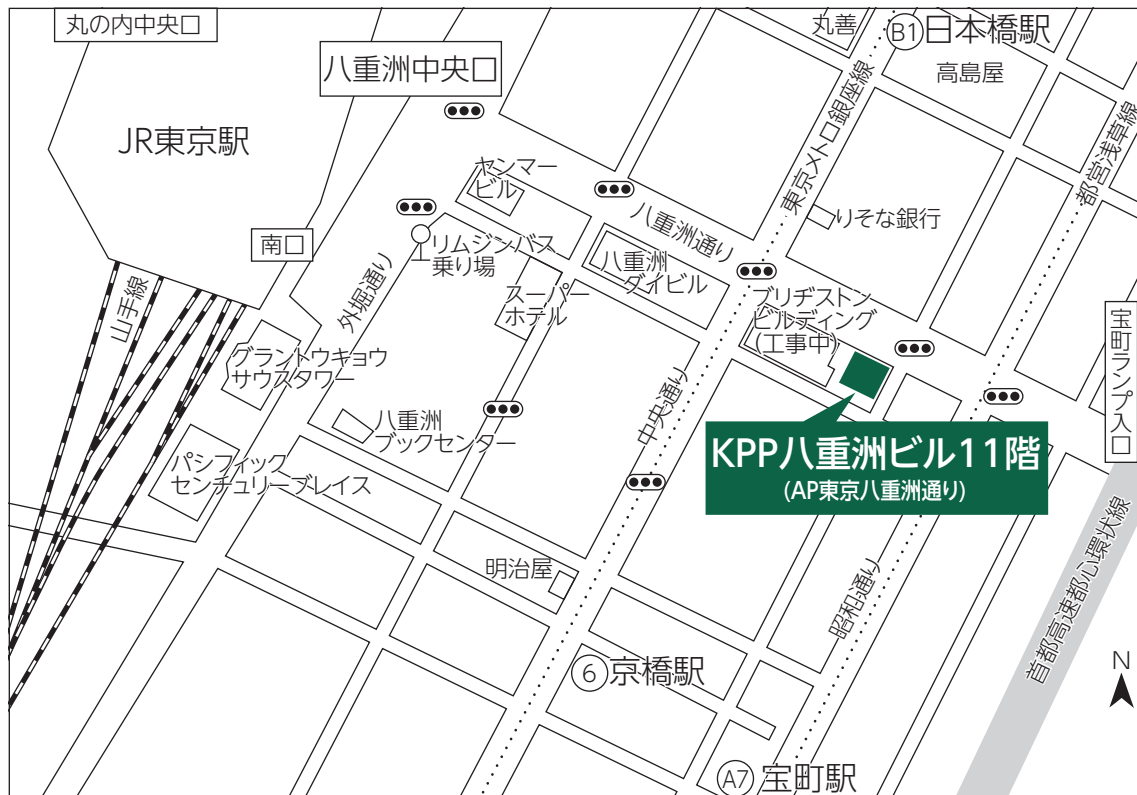 丸の内中央口
八重洲中央口
JR東京駅
丸善
B1
日本橋駅
高島屋
東京メトロ銀座線
都営浅草線
ヤンマー
ビル
八重洲通り
りそな銀行
南口
リムジンバス
乗り場
八重洲
ダイビル
山手線
外堀通り
スーパー
ホテル
ブリヂストン
ビルディング
(工事中)
宝町ランプ入口
グラントウキョウ
サウスタワー
八重洲
ブックセンター
中央通り
KPP八重洲ビル11階
(AP東京八重洲通り)
パシフィック
センチュリープレイス
明治屋
昭和通り
首都高速都心環状線
6
京橋駅
N
A7
宝町駅